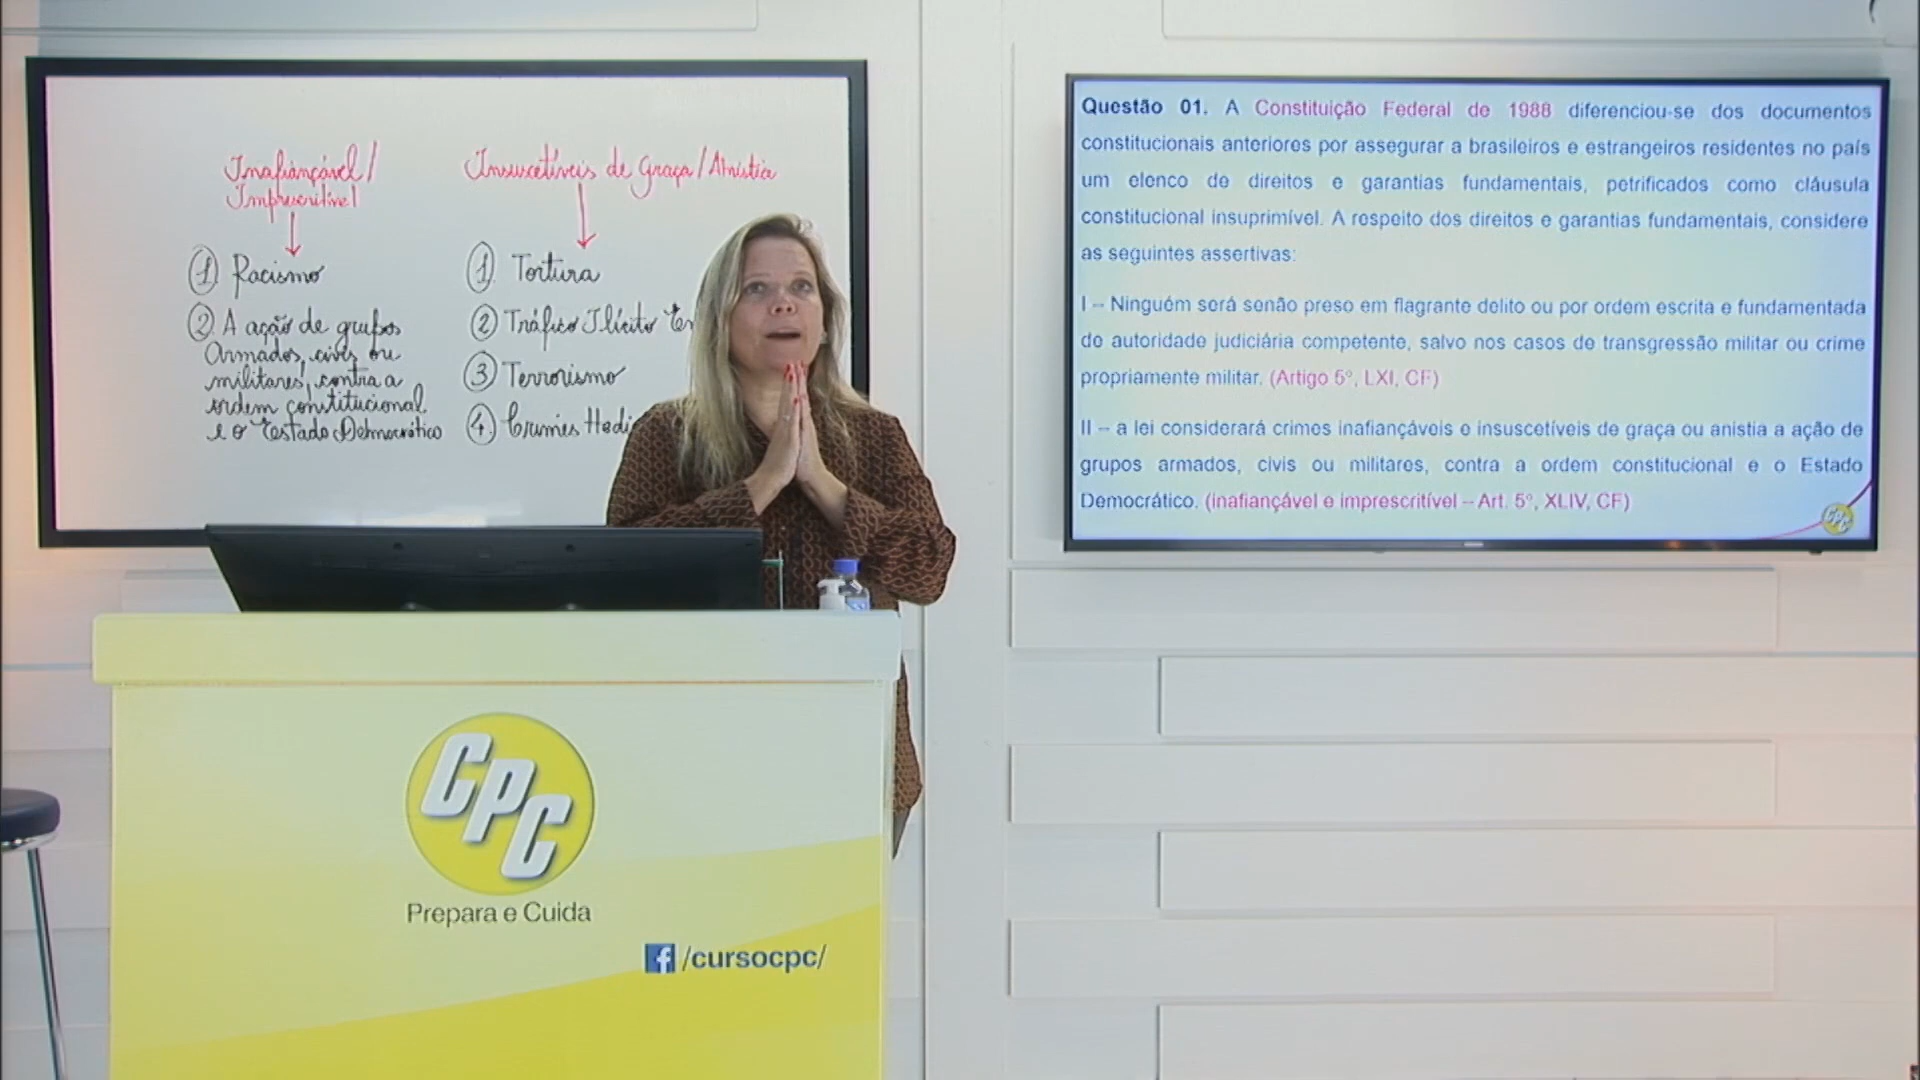 Inafiançável /
Imprescritível
① Racismo
② A ação de grupos
Armados, civis ou
militares, contra a
ordem constitucional
e o Estado Democrático
Insuscetíveis de Graça / Anistia
① Tortura
② Tráfico Ilícito
③ Terrorismo
④ Crimes Hedi
Questão 01. A Constituição Federal de 1988 diferenciou-se dos documentos
constitucionais anteriores por assegurar a brasileiros e estrangeiros residentes no país
um elenco de direitos e garantias fundamentais, petrificados como cláusula
constitucional insuprimível. A respeito dos direitos e garantias fundamentais, considere
as seguintes assertivas:
I – Ninguém será senão preso em flagrante delito ou por ordem escrita e fundamentada
de autoridade judiciária competente, salvo nos casos de transgressão militar ou crime
propriamente militar. (Artigo 5º, LXI, CF)
II – a lei considerará crimes inafiançáveis e insuscetíveis de graça ou anistia a ação de
grupos armados, civis ou militares, contra a ordem constitucional e o Estado
Democrático. (inafiançável e imprescritível – Art. 5º, XLIV, CF)
CPC
CPC
Prepara e Cuida
f /cursocpc/